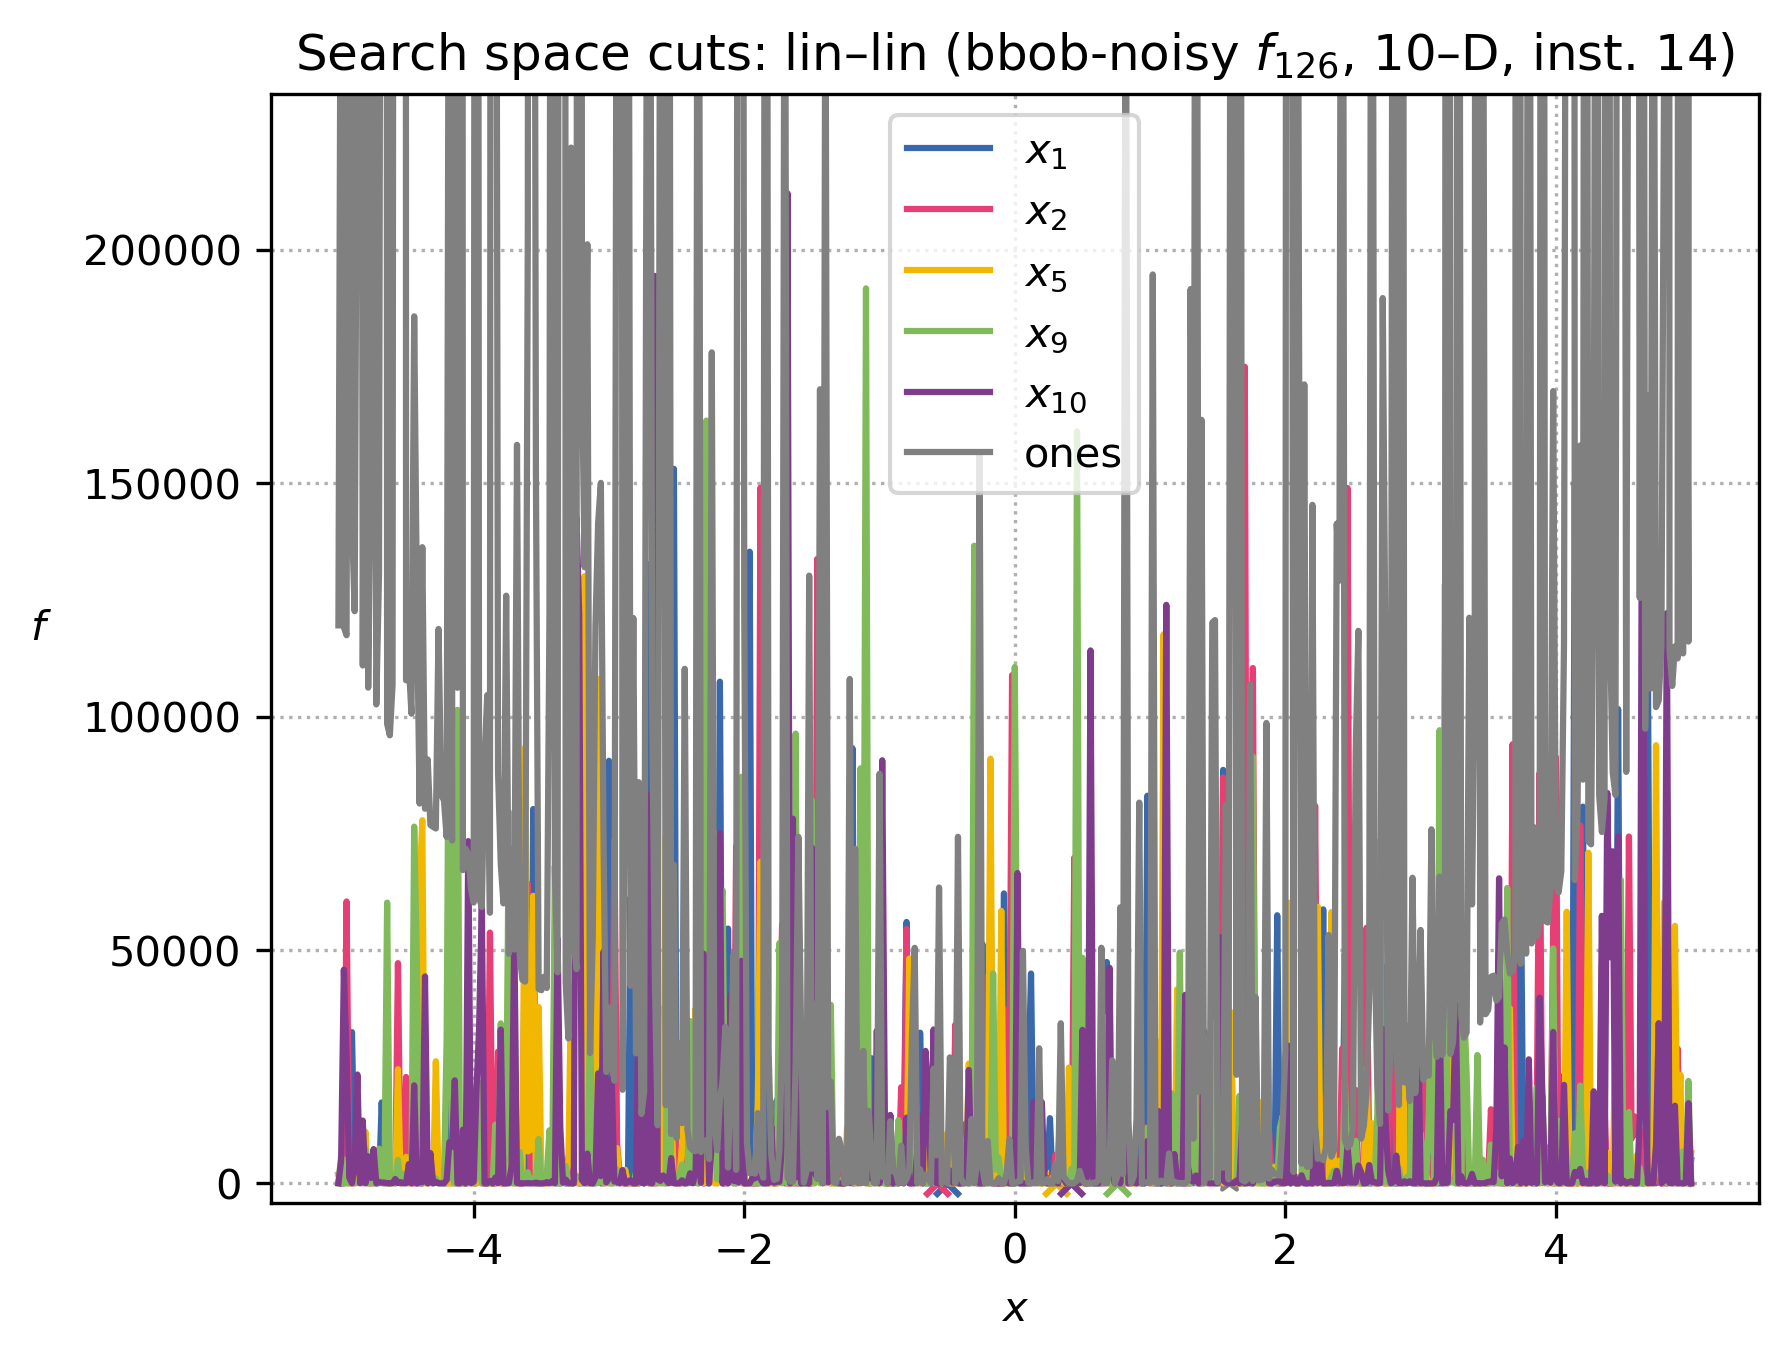 Search space cuts: lin–lin (bbob-noisy f126, 10–D, inst. 14)
x1
x2
x5
x9
x10
ones
200000
150000
100000
50000
0
f
−4
−2
0
2
4
x